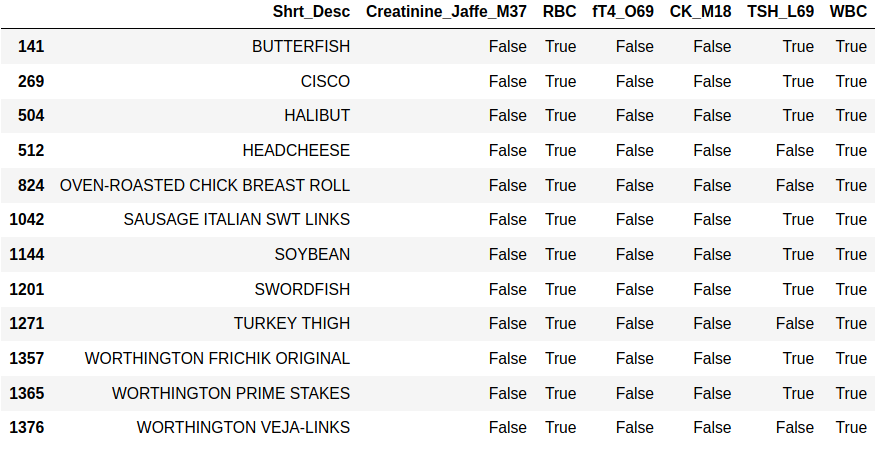 Shrt_Desc Creatinine_Jaffe_M37 RBC fT4_O69 CK_M18 TSH_L69 WBC
141 BUTTERFISH False True False False True True
269 CISCO False True False False True True
504 HALIBUT False True False False True True
512 HEADCHEESE False True False False False True
824 OVEN-ROASTED CHICK BREAST ROLL False True False False False True
1042 SAUSAGE ITALIAN SWT LINKS False True False False True True
1144 SOYBEAN False True False False True True
1201 SWORDFISH False True False False True True
1271 TURKEY THIGH False True False False False True
1357 WORTHINGTON FRICHIK ORIGINAL False True False False True True
1365 WORTHINGTON PRIME STAKES False True False False True True
1376 WORTHINGTON VEJA-LINKS False True False False False True